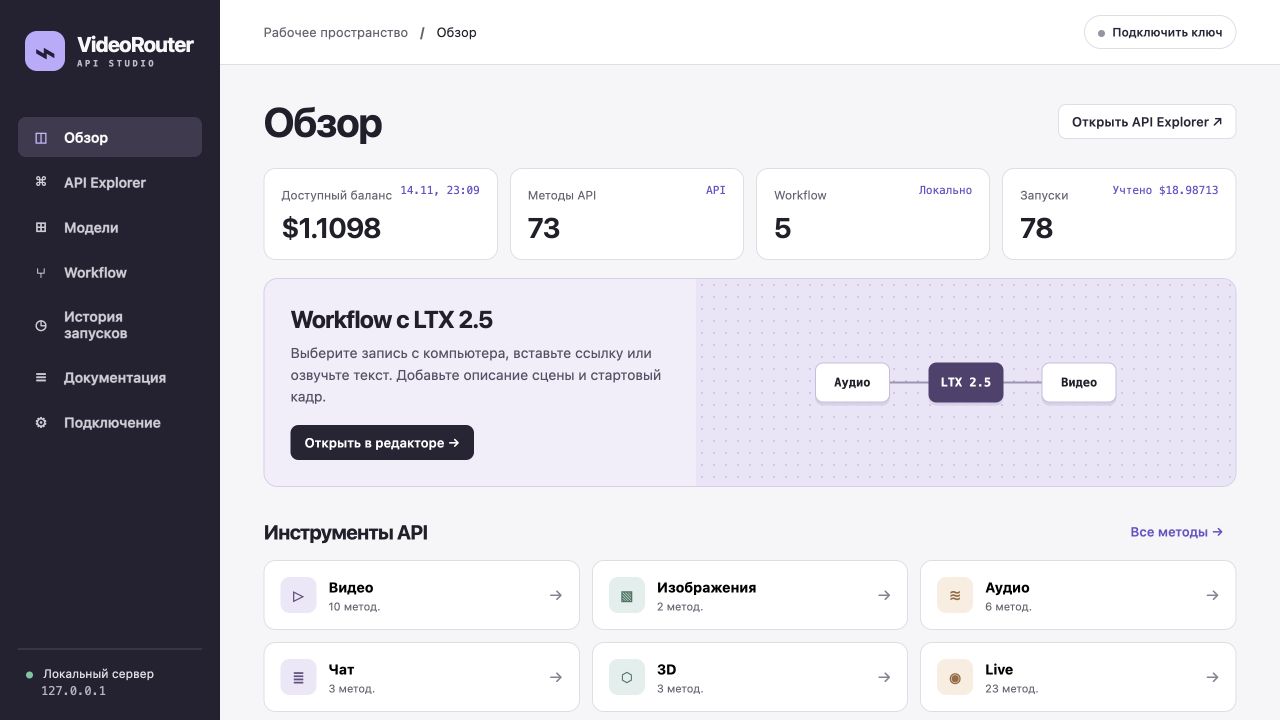 VideoRouter
API STUDIO
Обзор
API Explorer
Модели
Workflow
История
запусков
Документация
Подключение
Локальный сервер
127.0.0.1
Рабочее пространство / Обзор
Подключить ключ
Обзор
Открыть API Explorer ↗
Доступный баланс 14.11, 23:09
$1.1098
Методы API API
73
Workflow Локально
5
Запуски Учтено $18.98713
78
Workflow с LTX 2.5
Выберите запись с компьютера, вставьте ссылку или
озвучьте текст. Добавьте описание сцены и стартовый
кадр.
Открыть в редакторе →
Аудио
LTX 2.5
Видео
Инструменты API
Все методы →
Видео
10 метод.
Изображения
2 метод.
Аудио
6 метод.
Чат
3 метод.
3D
3 метод.
Live
23 метод.